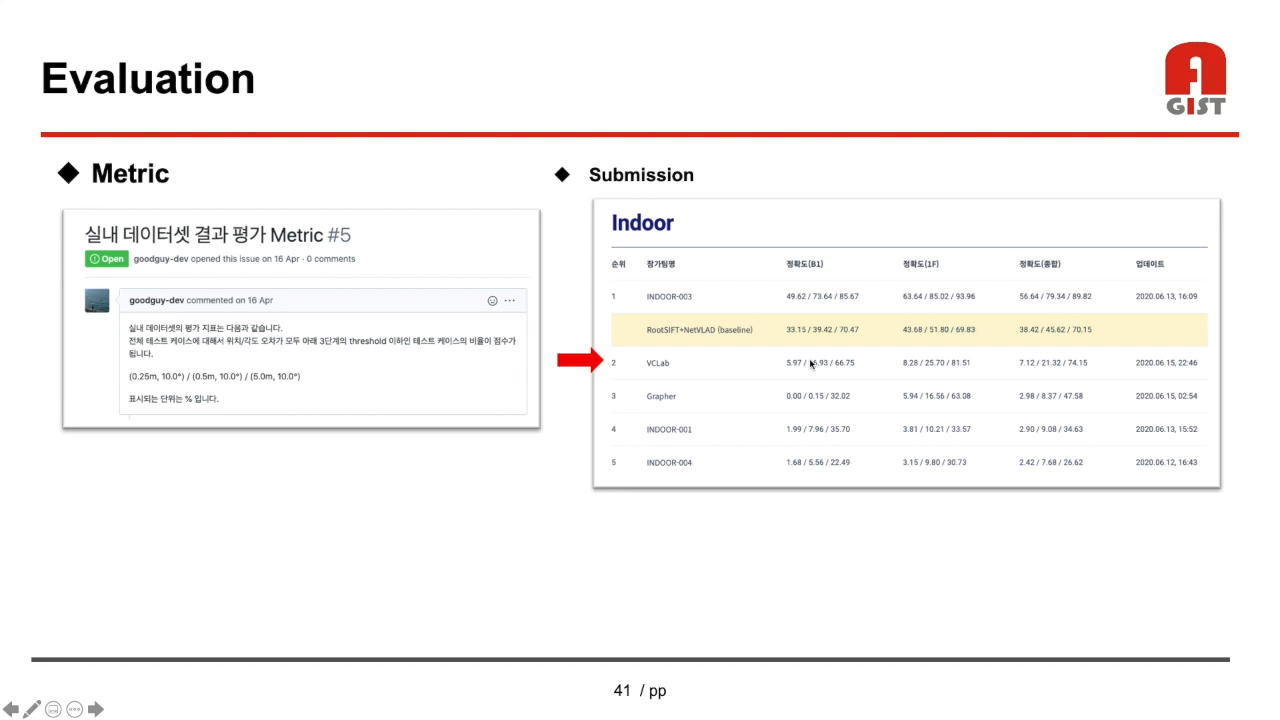 Evaluation
GIST
Metric
실내 데이터셋 결과 평가 Metric #5
Open goodguy-dev opened this issue on 16 Apr · 0 comments
goodguy-dev commented on 16 Apr
실내 데이터셋의 평가 지표는 다음과 같습니다.
전체 테스트 케이스에 대해서 위치/각도 오차가 모두 아래 3단계의 threshold 이하인 테스트 케이스의 비율이 점수가
됩니다.
(0.25m, 10.0°) / (0.5m, 10.0°) / (5.0m, 10.0°)
표시되는 단위는 % 입니다.
Submission
Indoor
순위 참가팀명 정확도(B1) 정확도(1F) 정확도(종합) 업데이트
1 INDOOR-003 49.62 / 73.64 / 85.67 63.64 / 85.02 / 93.96 56.64 / 79.34 / 89.82 2020.06.13, 16:09
RootSIFT+NetVLAD (baseline) 33.15 / 39.42 / 70.47 43.68 / 51.80 / 69.83 38.42 / 45.62 / 70.15
2 VCLab 5.97 / / 66.75 8.28 / 25.70 / 81.51 7.12 / 21.32 / 74.15 2020.06.15, 22:46
3 Grapher 0.00 / 0.15 / 32.02 5.94 / 16.56 / 63.08 2.98 / 8.37 / 47.58 2020.06.15, 02:54
4 INDOOR-001 1.99 / 7.96 / 35.70 3.81 / 10.21 / 33.57 2.90 / 9.08 / 34.63 2020.06.13, 15:52
5 INDOOR-004 1.68 / 5.56 / 22.49 3.15 / 9.80 / 30.73 2.42 / 7.68 / 26.62 2020.06.12, 16:43
41 / pp